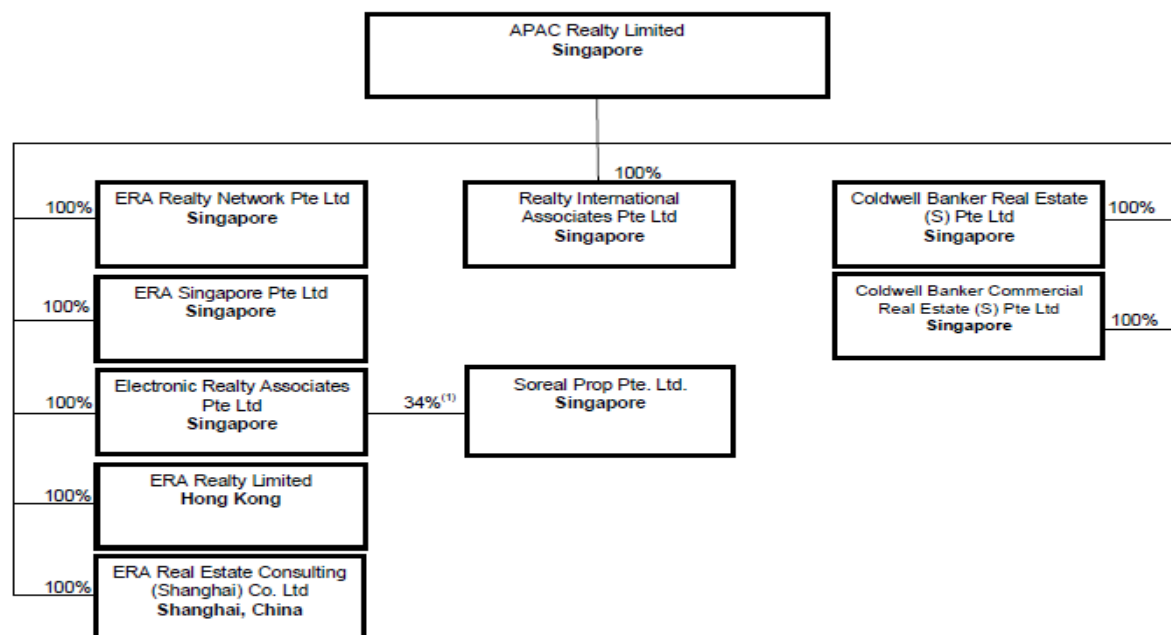 APAC Realty Limited
Singapore
100%
100%
ERA Realty Network Pte Ltd
Singapore
Realty International
Associates Pte Ltd
Singapore
Coldwell Banker Real Estate
(S) Pte Ltd
Singapore
100%
100%
ERA Singapore Pte Ltd
Singapore
Coldwell Banker Commercial
Real Estate (S) Pte Ltd
Singapore
100%
100%
Electronic Realty Associates
Pte Ltd
Singapore
34%(1)
Soreal Prop Pte. Ltd.
Singapore
100%
ERA Realty Limited
Hong Kong
100%
ERA Real Estate Consulting
(Shanghai) Co. Ltd
Shanghai, China